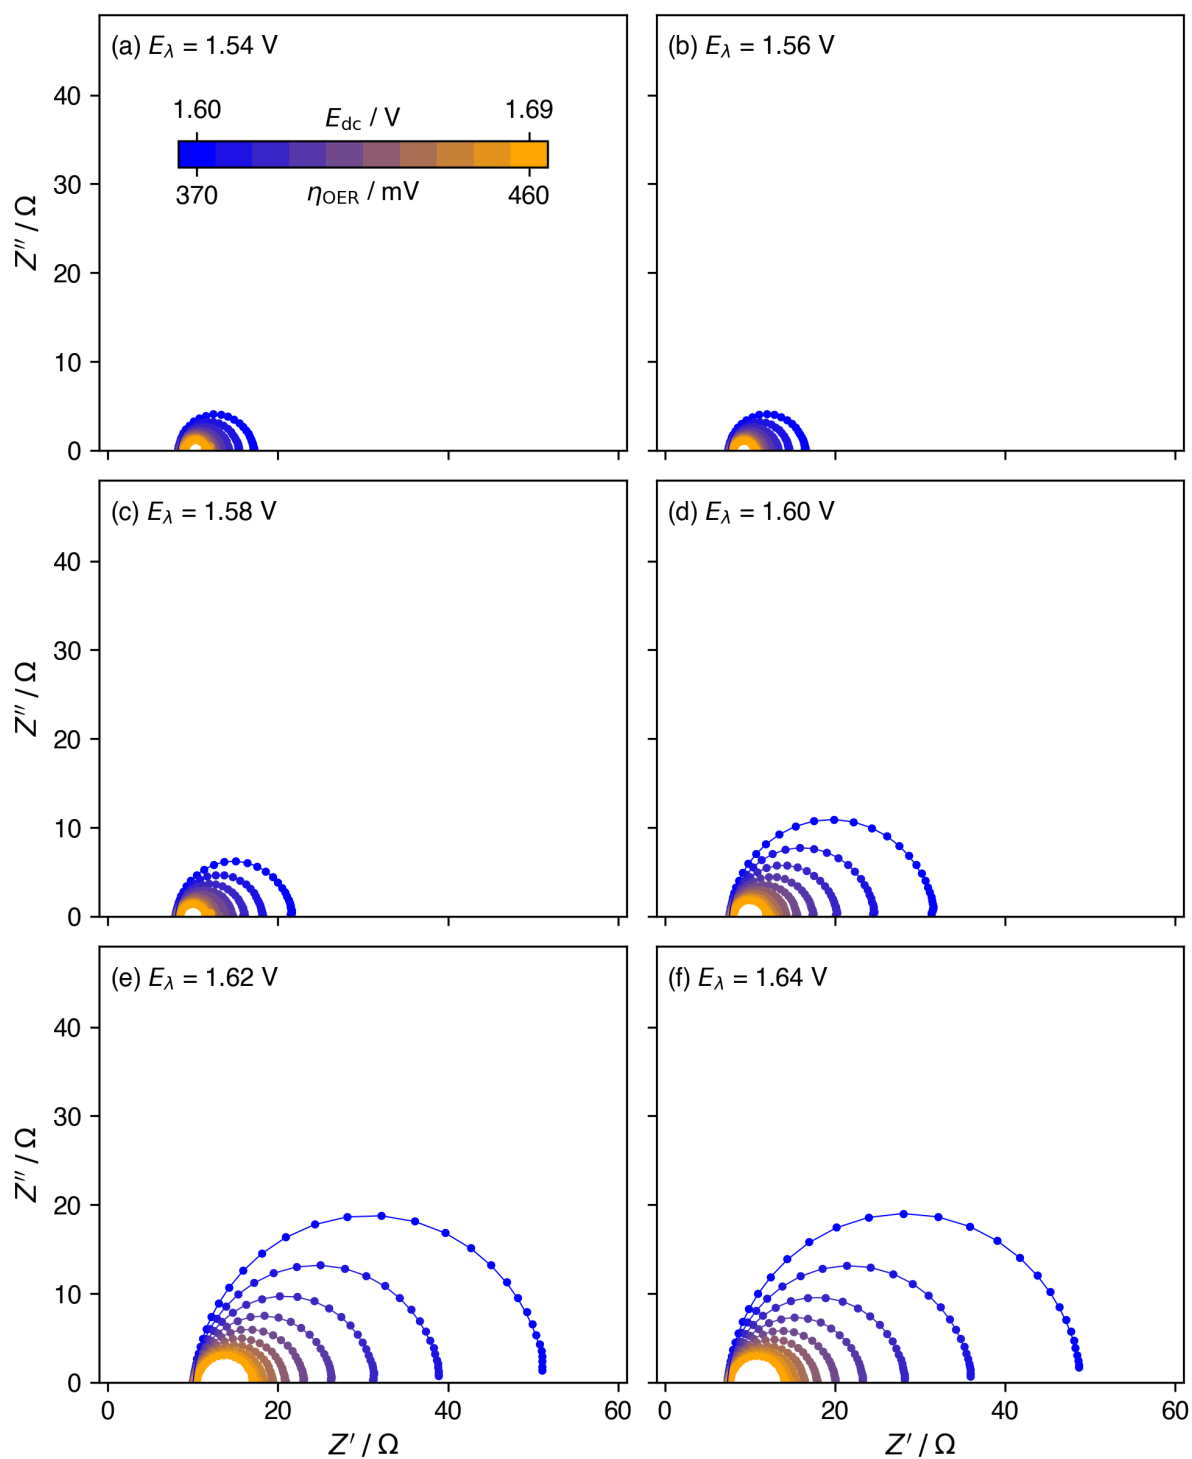 (a) Eλ = 1.54 V
(b) Eλ = 1.56 V
1.60
1.69
Edc / V
370
ηOER / mV
460
40
30
20
10
0
Z″ / Ω
(c) Eλ = 1.58 V
(d) Eλ = 1.60 V
40
30
20
10
0
Z″ / Ω
(e) Eλ = 1.62 V
(f) Eλ = 1.64 V
40
30
20
10
0
Z″ / Ω
0 20 40 60
0 20 40 60
Z′ / Ω
Z′ / Ω